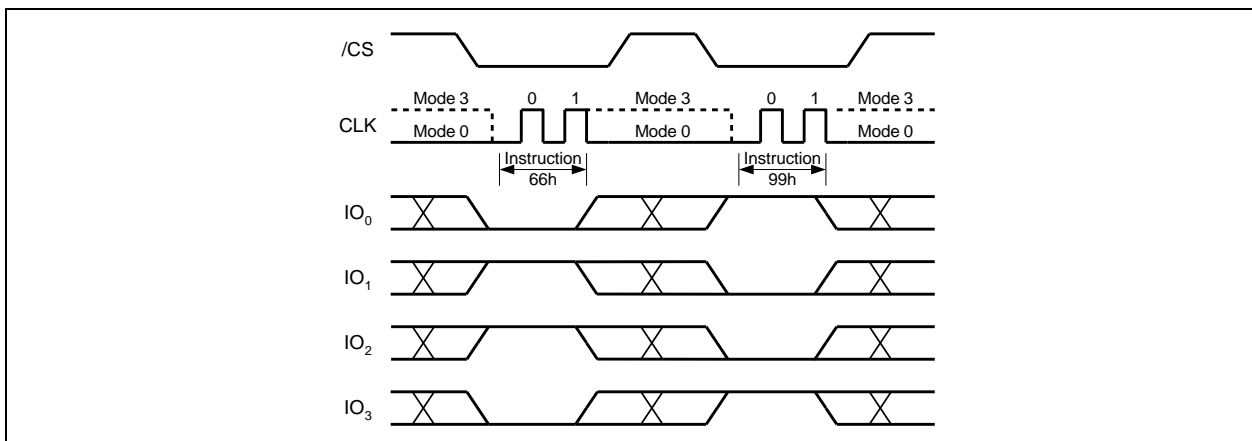 /CS
Mode 3 0 1 Mode 3 0 1 Mode 3
CLK
Mode 0 Mode 0 Mode 0
Instruction Instruction
66h 99h
IO0
IO1
IO2
IO3